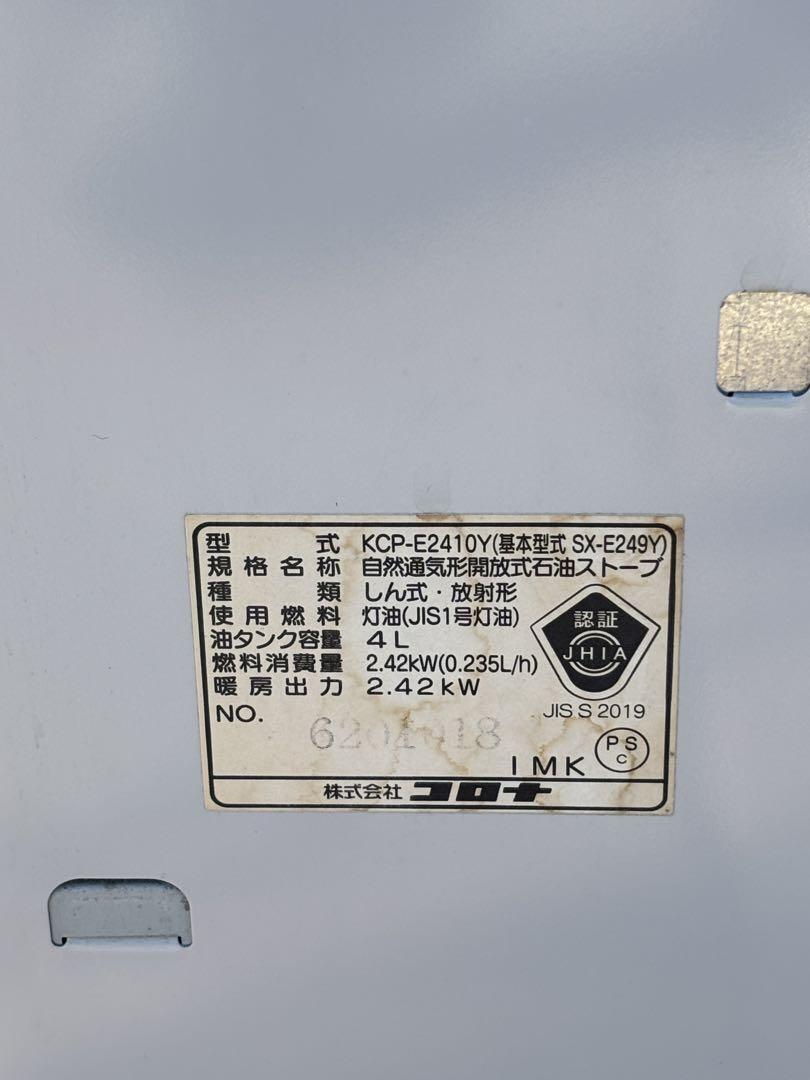 型式 KCP-E2410Y(基本型式 SX-E249Y)
規格名称 自然通気形開放式石油ストーブ
種類 しん式・放射形
使用燃料 灯油(JIS1号灯油)
油タンク容量 4L
燃料消費量 2.42kW(0.235L/h)
暖房出力 2.42kW
認証
JHIA
JIS S 2019
NO.
IMK
PS
C
株式会社 コロナ